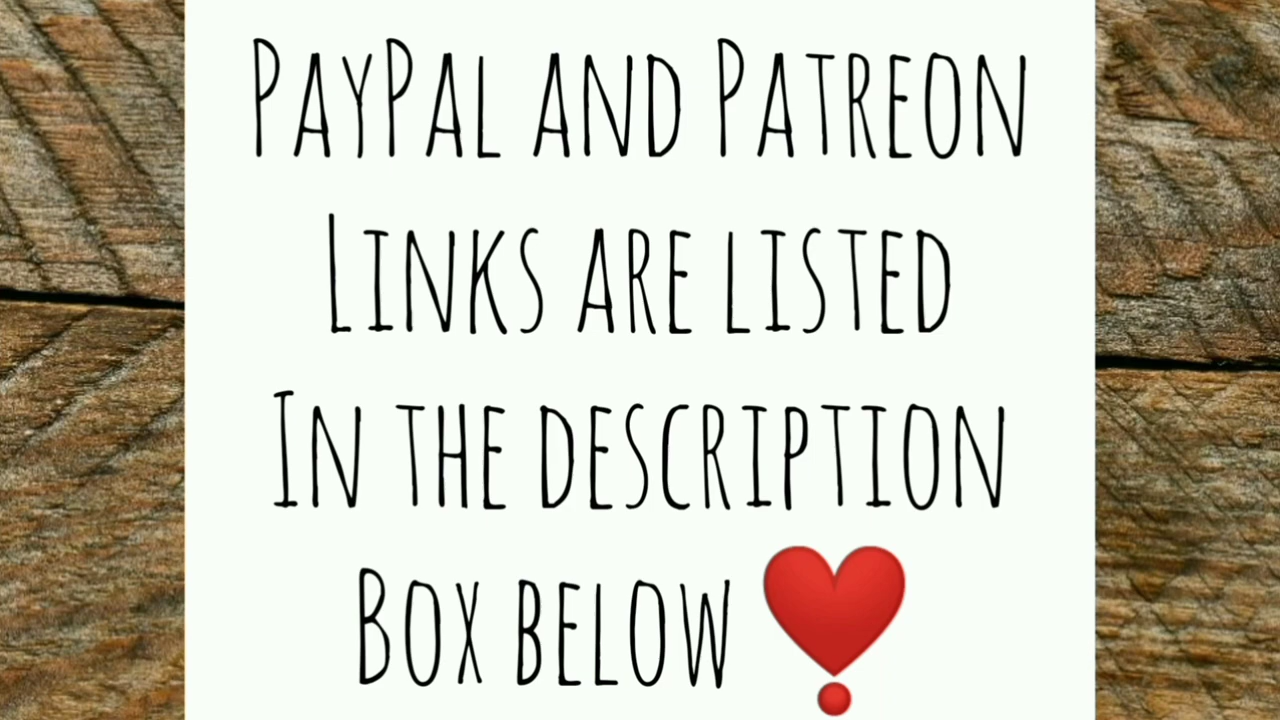 PayPal and Patreon
Links are listed
In the description
Box below ❣